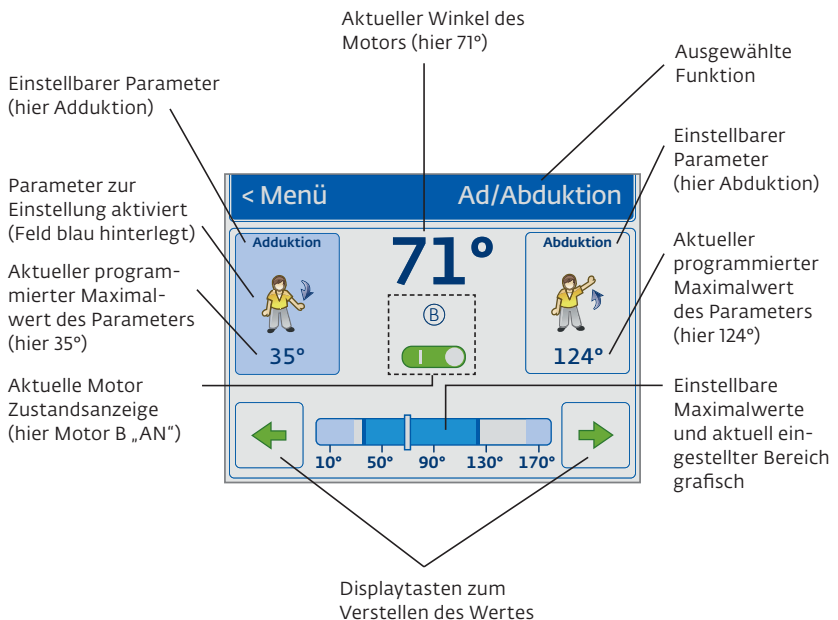 Aktueller Winkel des
Motors (hier 71°)
Ausgewählte
Funktion
Einstellbarer Parameter
(hier Adduktion)
Einstellbarer
Parameter
(hier Abduktion)
Parameter zur
Einstellung aktiviert
(Feld blau hinterlegt)
Aktueller program-
mierter Maximal-
wert des Parameters
(hier 35°)
Aktuelle Motor
Zustandsanzeige
(hier Motor B „AN“)
< Menü
Ad/Abduktion
Adduktion
35°
71°
B
Abduktion
124°
10° 50° 90° 130° 170°
Aktueller
programmierter
Maximalwert
des Parameters
(hier 124°)
Einstellbare
Maximalwerte
und aktuell ein-
gestellter Bereich
grafisch
Displaytasten zum
Verstellen des Wertes